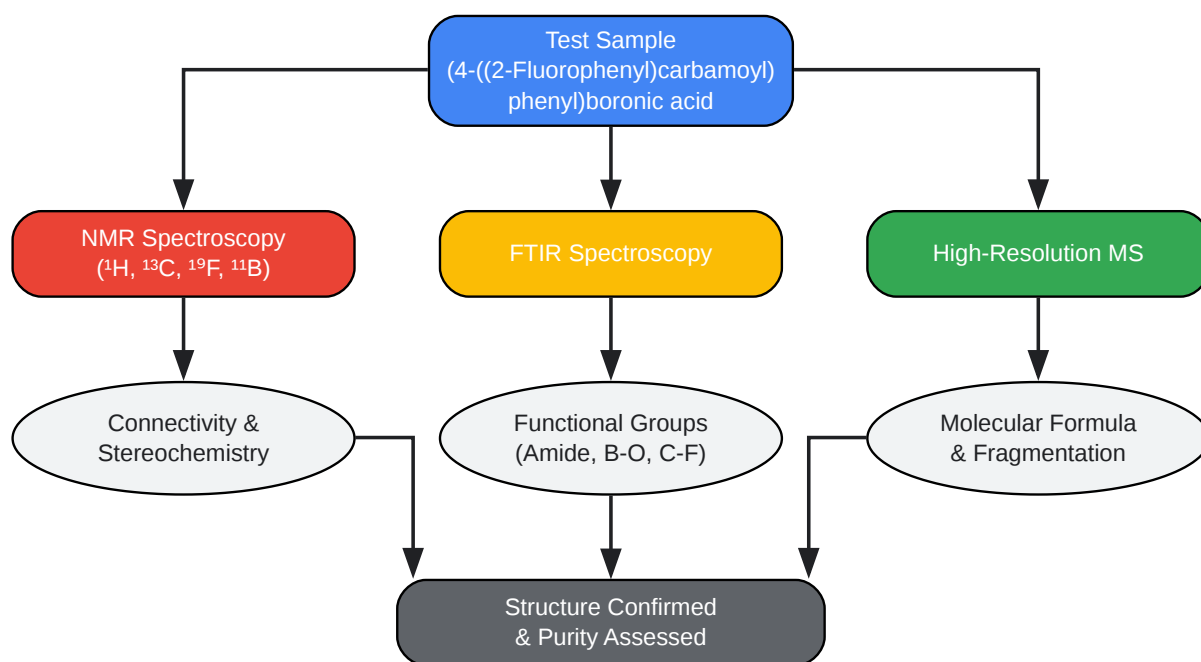 Test Sample
(4-((2-Fluorophenyl)carbamoyl)
phenyl)boronic acid
NMR Spectroscopy
(¹H, ¹³C, ¹⁹F, ¹¹B)
FTIR Spectroscopy
High-Resolution MS
Connectivity &
Stereochemistry
Functional Groups
(Amide, B-O, C-F)
Molecular Formula
& Fragmentation
Structure Confirmed
& Purity Assessed